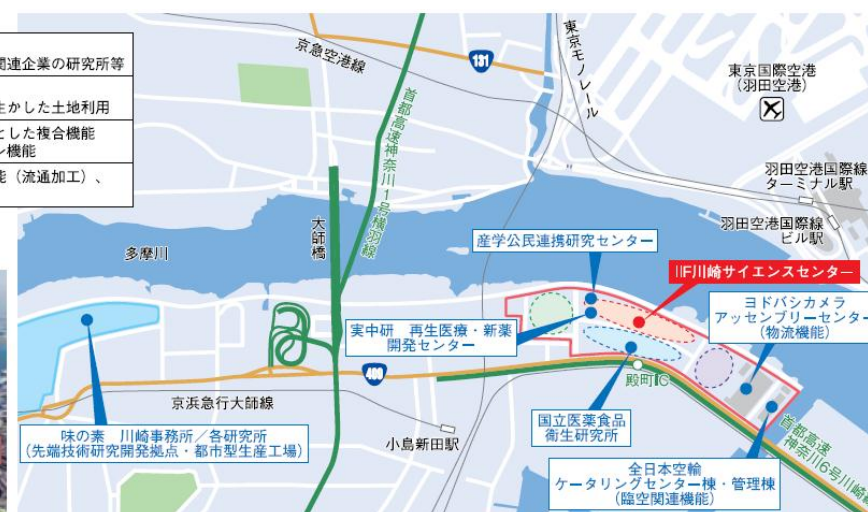 関連企業の研究所等
生かした土地利用
とした複合機能
ン機能
能（流通加工）、
京急空港線
131
東京モノレール
東京国際空港
（羽田空港）
首都高速神奈川1号横羽線
羽田空港国際線
ターミナル駅
羽田空港国際線
ビル駅
大師橋
多摩川
産学公民連携研究センター
IIF川崎サイエンスセンター
ヨドバシカメラ
アッセンブリーセンター
（物流機能）
実中研 再生医療・新薬
開発センター
409
殿町IC
京浜急行大師線
国立医薬食品
衛生研究所
味の素 川崎事務所／各研究所
（先端技術研究開発拠点・都市型生産工場）
小島新田駅
首都高速
神奈川6号川崎線
全日本空輸
ケータリングセンター棟・管理棟
（臨空関連機能）